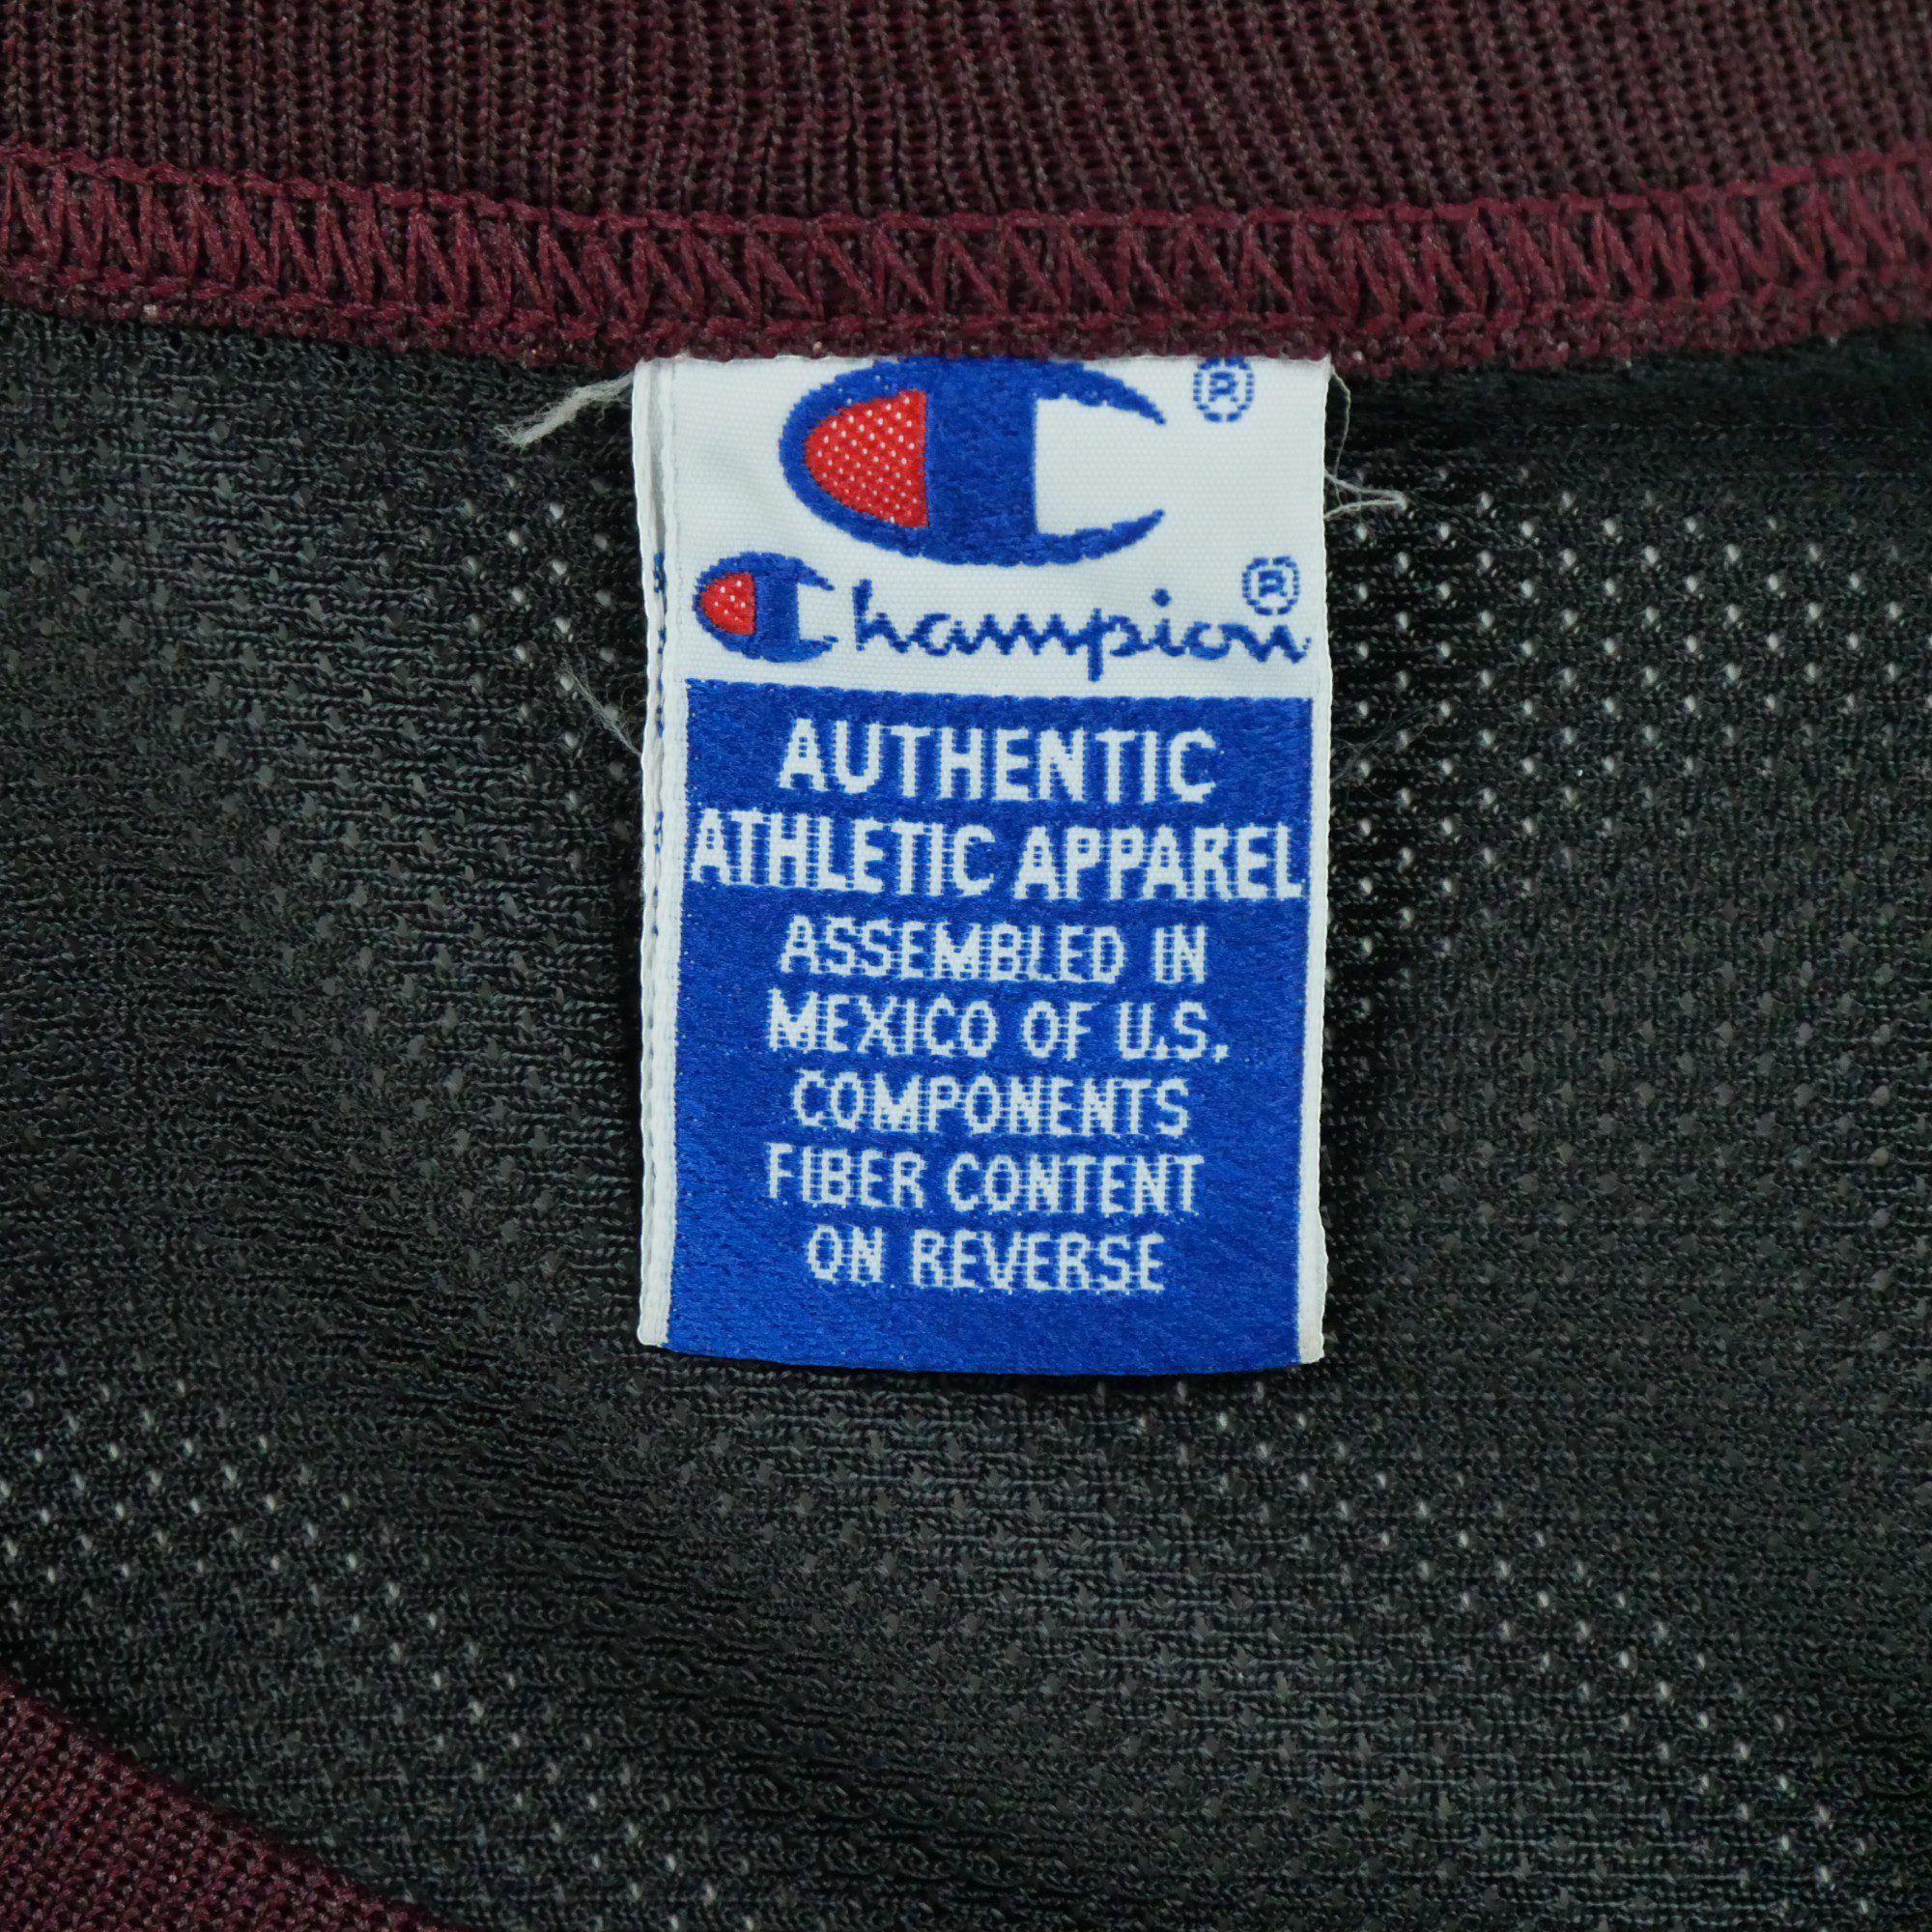 ®
Champion®
AUTHENTIC
ATHLETIC APPAREL
ASSEMBLED IN
MEXICO OF U.S.
COMPONENTS
FIBER CONTENT
ON REVERSE